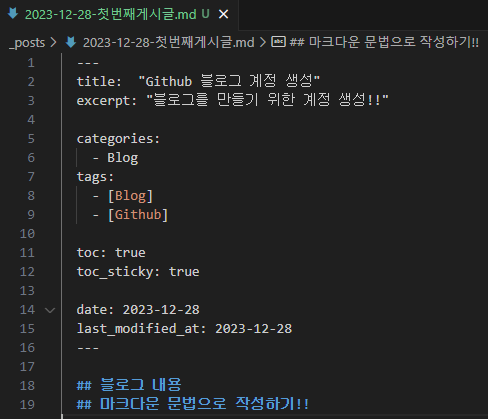 2023-12-28-첫번째게시글.md U ×
_posts > 2023-12-28-첫번째게시글.md > ## 마크다운 문법으로 작성하기!!
1 ---
2 title:  "Github 블로그 계정 생성"
3 excerpt: "블로그를 만들기 위한 계정 생성!!"
4
5 categories:
6   - Blog
7 tags:
8   - [Blog]
9   - [Github]
10
11 toc: true
12 toc_sticky: true
13
14 date: 2023-12-28
15 last_modified_at: 2023-12-28
16 ---
17
18 ## 블로그 내용
19 ## 마크다운 문법으로 작성하기!!